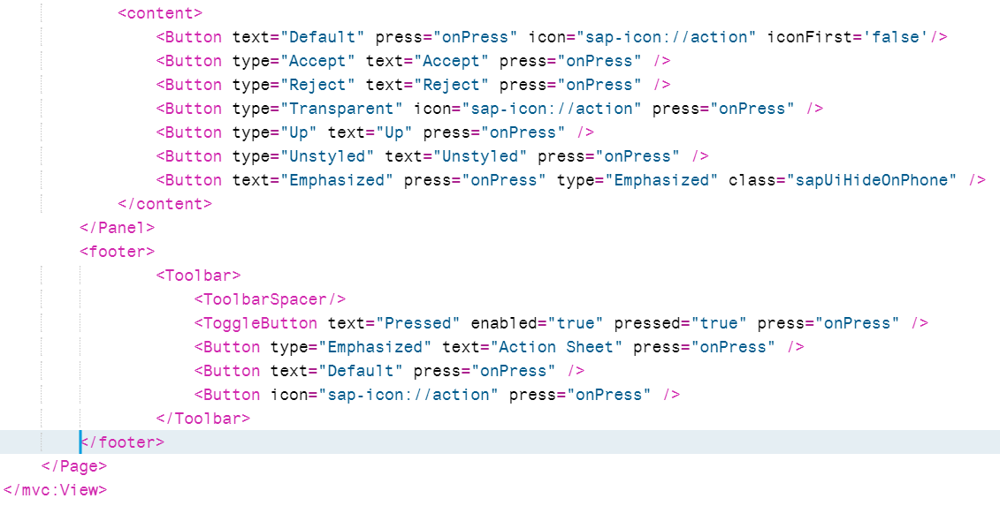 <content>
<Button text="Default" press="onPress" icon="sap-icon://action" iconFirst='false'/>
<Button type="Accept" text="Accept" press="onPress" />
<Button type="Reject" text="Reject" press="onPress" />
<Button type="Transparent" icon="sap-icon://action" press="onPress" />
<Button type="Up" text="Up" press="onPress" />
<Button type="Unstyled" text="Unstyled" press="onPress" />
<Button text="Emphasized" press="onPress" type="Emphasized" class="sapUiHideOnPhone" />
</content>
</Panel>
<footer>
<Toolbar>
<ToolbarSpacer/>
<ToggleButton text="Pressed" enabled="true" pressed="true" press="onPress" />
<Button type="Emphasized" text="Action Sheet" press="onPress" />
<Button text="Default" press="onPress" />
<Button icon="sap-icon://action" press="onPress" />
</Toolbar>
</footer>
</Page>
</mvc:View>